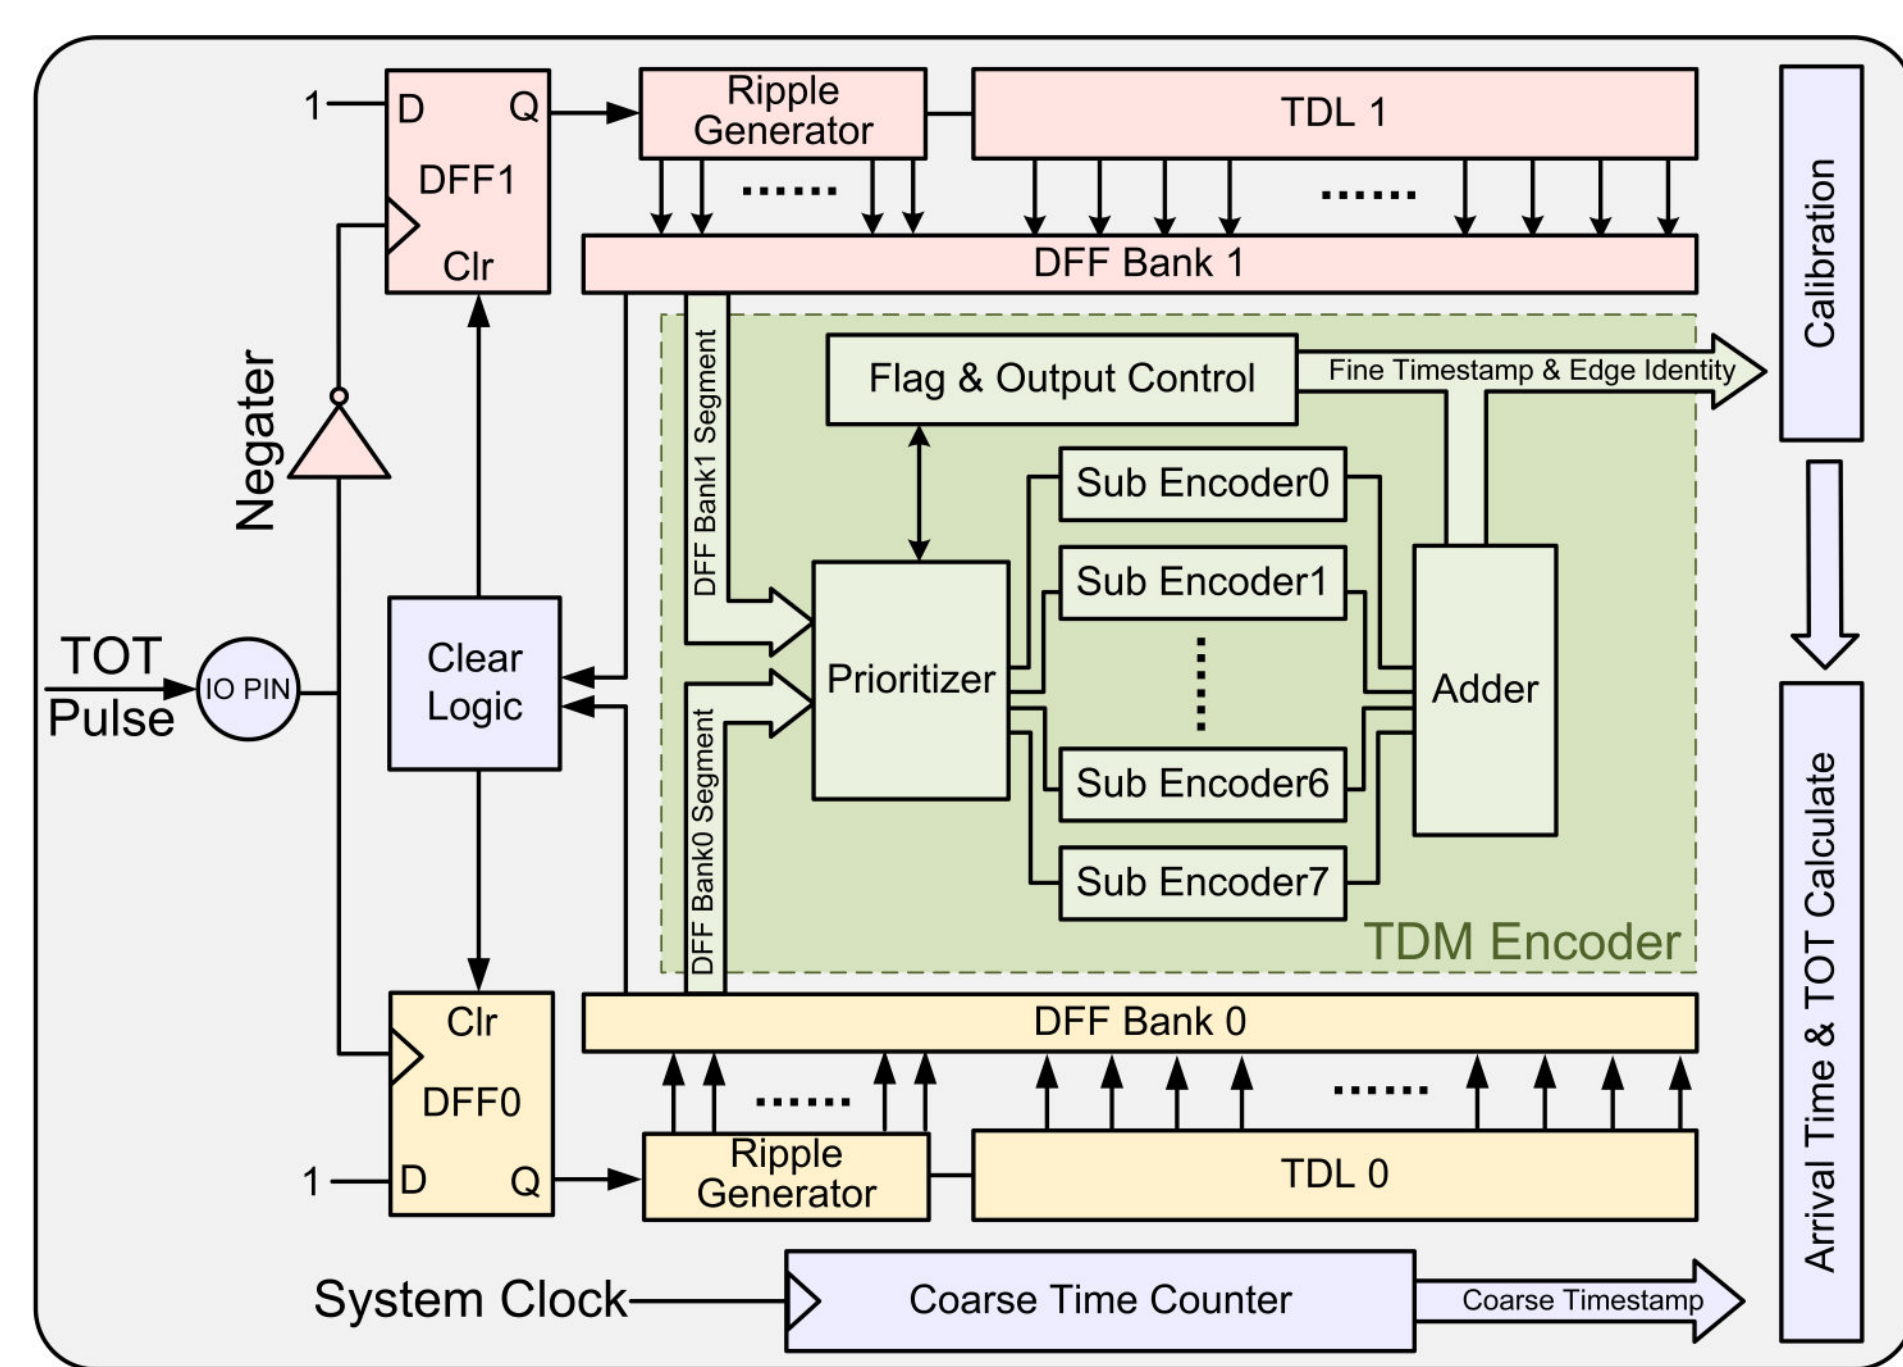 1
D
Q
DFF1
Clr
Ripple
Generator
TDL 1
......
......
DFF Bank 1
Calibration
Negater
DFF Bank1 Segment
Flag & Output Control
Fine Timestamp & Edge Identity
Sub Encoder0
Sub Encoder1
Sub Encoder6
Sub Encoder7
Prioritizer
Adder
TOT
Pulse
IO PIN
Clear
Logic
DFF Bank0 Segment
TDM Encoder
Arrival Time & TOT Calculate
DFF Bank 0
Clr
DFF0
1
D
Q
......
......
Ripple
Generator
TDL 0
System Clock
Coarse Time Counter
Coarse Timestamp